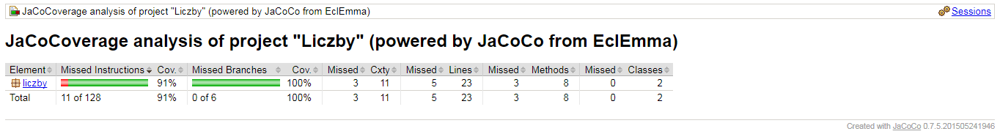 JaCoCoverage analysis of project "Liczby" (powered by JaCoCo from EclEmma) Sessions
JaCoCoverage analysis of project "Liczby" (powered by JaCoCo from EclEmma)
Element Missed Instructions Cov. Missed Branches Cov. Missed Cxty Missed Lines Missed Methods Missed Classes
liczby 91% 100% 3 11 5 23 3 8 0 2
Total 11 of 128 91% 0 of 6 100% 3 11 5 23 3 8 0 2
Created with JaCoCo 0.7.5.201505241946